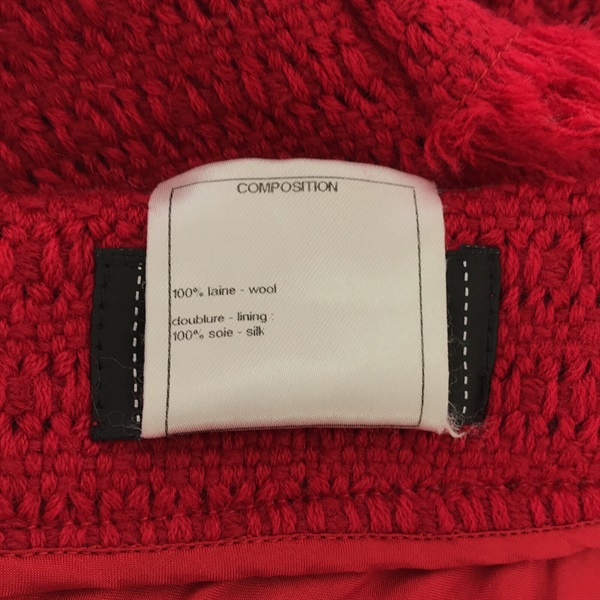 COMPOSITION
100% laine - wool
doublure - lining :
100% soie - silk